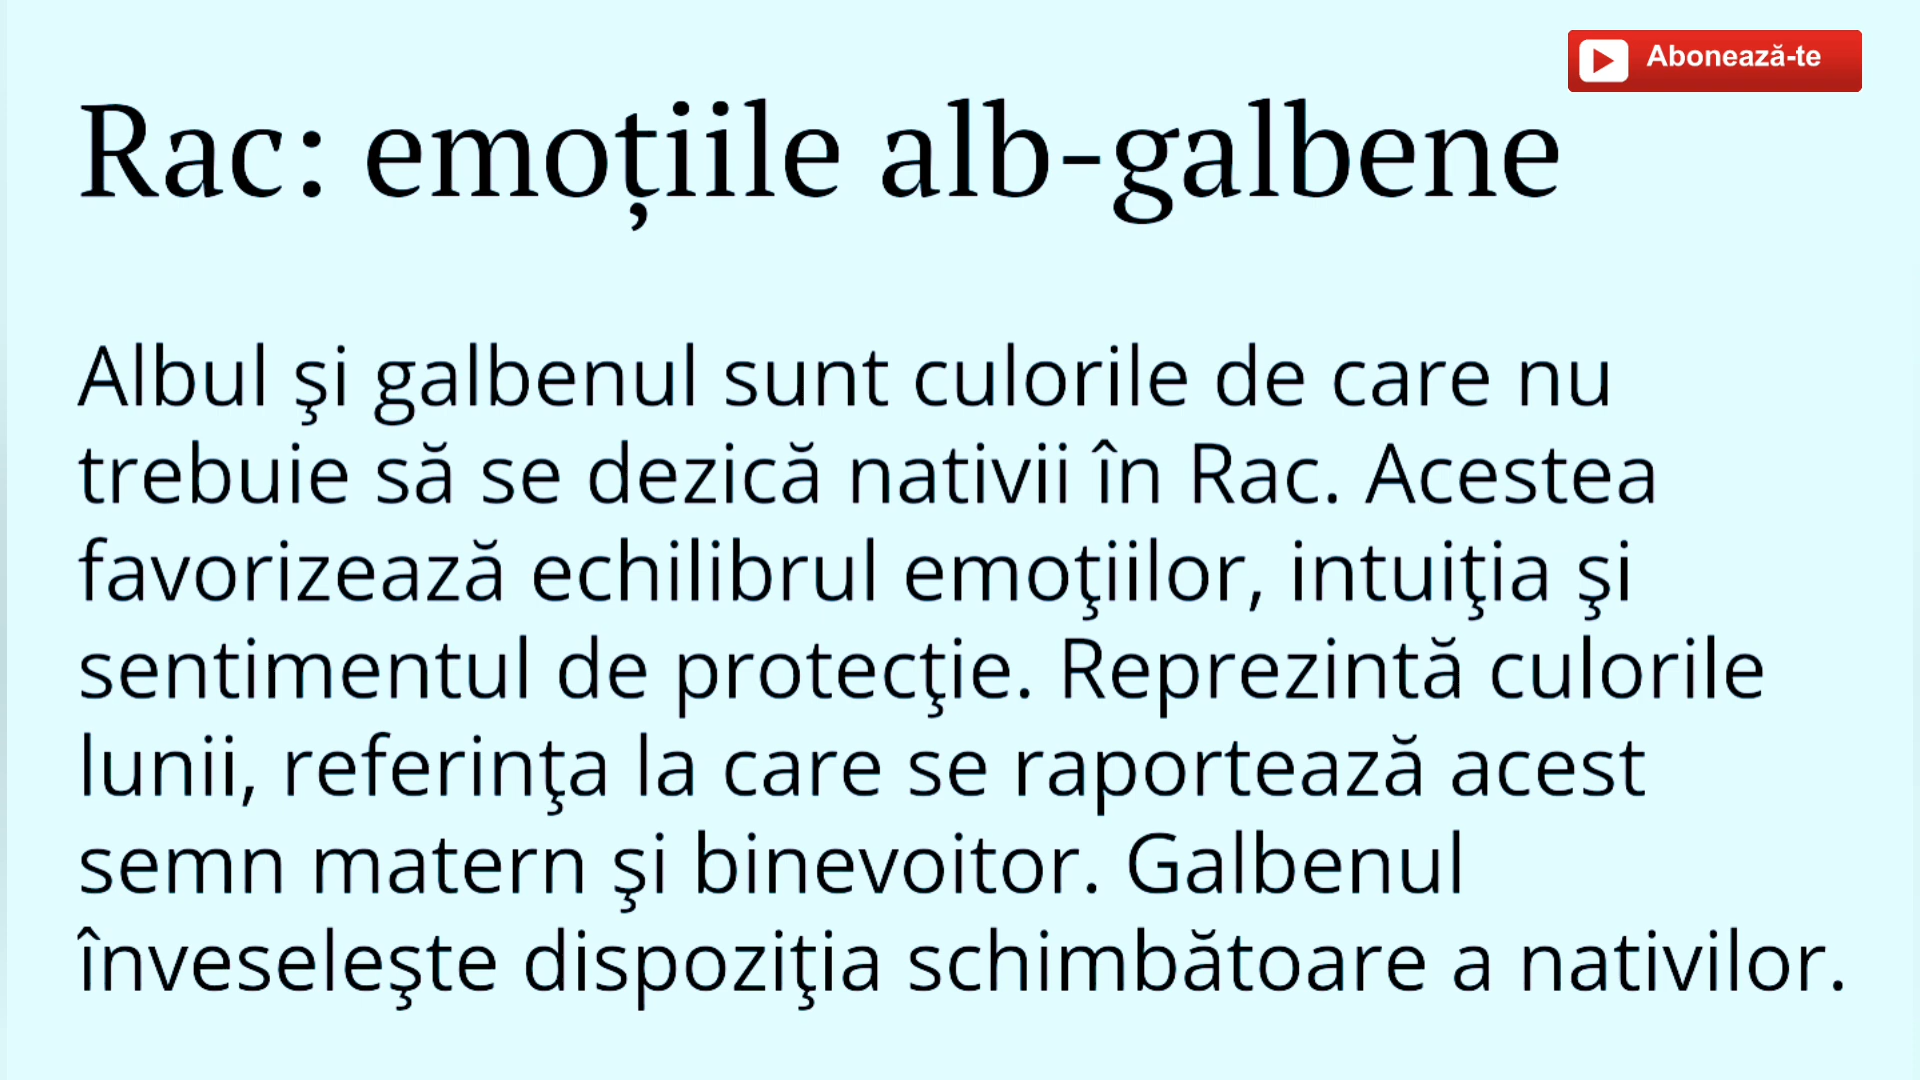 Abonează-te
Rac: emoțiile alb-galbene
Albul şi galbenul sunt culorile de care nu
trebuie să se dezică nativii în Rac. Acestea
favorizează echilibrul emoţiilor, intuiţia şi
sentimentul de protecţie. Reprezintă culorile
lunii, referinţa la care se raportează acest
semn matern şi binevoitor. Galbenul
înveseleşte dispoziţia schimbătoare a nativilor.